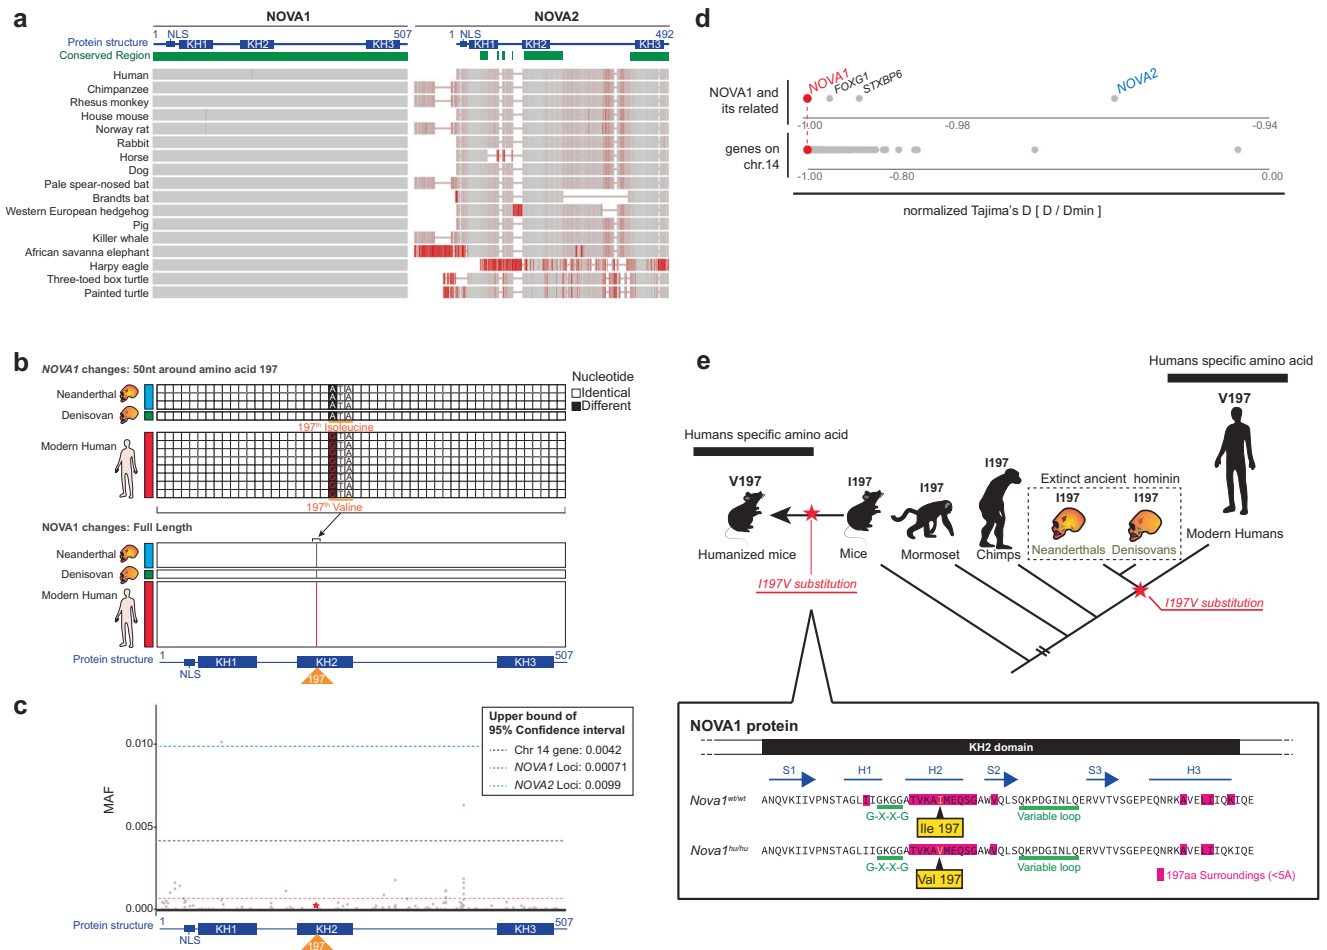 a
NOVA1
NOVA2
1 NLS 507
KH1 KH2 KH3
1 NLS 492
KH1 KH2 KH3
Protein structure
Conserved Region
Human
Chimpanzee
Rhesus monkey
House mouse
Norway rat
Rabbit
Horse
Dog
Pale spear-nosed bat
Brandts bat
Western European hedgehog
Pig
Killer whale
African savanna elephant
Harpy eagle
Three-toed box turtle
Painted turtle
d
NOVA1 and
its related
NOVA1
FOXG1
STXBP6
NOVA2
-1.00 -0.98 -0.94
genes on
chr.14
-1.00 -0.80 0.00
normalized Tajima's D [ D / Dmin ]
b
NOVA1 changes: 50nt around amino acid 197
Nucleotide
Identical
Different
Neanderthal
A T A
A
A
Denisovan
A T A
197th Isoleucine
Modern Human
G T A
G T A
G T A
G T A
G T A
G T A
G T A
G T A
197th Valine
NOVA1 changes: Full Length
Neanderthal
Denisovan
Modern Human
Protein structure
1 507
NLS
KH1 KH2 KH3
197
c
Upper bound of
95% Confidence interval
Chr 14 gene: 0.0042
NOVA1 Loci: 0.00071
NOVA2 Loci: 0.0099
MAF
0.010
0.005
0.000
Protein structure
1 507
NLS
KH1 KH2 KH3
197
e
Humans specific amino acid
V197
Humans specific amino acid
V197
Humanized mice
I197
Mice
I197
Mormoset
I197
Chimps
Extinct ancient hominin
I197 I197
Neanderthals Denisovans
Modern Humans
I197V substitution
I197V substitution
NOVA1 protein
KH2 domain
S1 H1 H2 S2 S3 H3
Nova1wt/wt ANQVKIIVPNSTAGLIIGKGGATVKAIMEQSGAWVQLSQKPDGINLQERVVTVSGEPEQNRKAVELIIQKIQE
G-X-X-G Variable loop
Ile 197
Nova1hu/hu ANQVKIIVPNSTAGLIIGKGGATVKAVMEQSGAWVQLSQKPDGINLQERVVTVSGEPEQNRKAVELIIQKIQE
G-X-X-G Variable loop
Val 197
197aa Surroundings (<5Å)